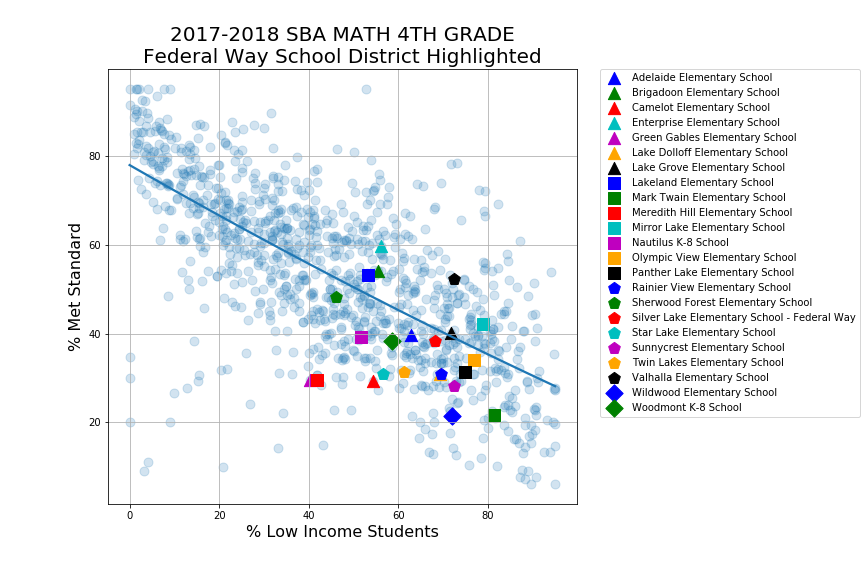 2017-2018 SBA MATH 4TH GRADE
Federal Way School District Highlighted
% Met Standard
80
60
40
20
0
20
40
60
80
% Low Income Students
Adelaide Elementary School
Brigadoon Elementary School
Camelot Elementary School
Enterprise Elementary School
Green Gables Elementary School
Lake Dolloff Elementary School
Lake Grove Elementary School
Lakeland Elementary School
Mark Twain Elementary School
Meredith Hill Elementary School
Mirror Lake Elementary School
Nautilus K-8 School
Olympic View Elementary School
Panther Lake Elementary School
Rainier View Elementary School
Sherwood Forest Elementary School
Silver Lake Elementary School - Federal Way
Star Lake Elementary School
Sunnycrest Elementary School
Twin Lakes Elementary School
Valhalla Elementary School
Wildwood Elementary School
Woodmont K-8 School